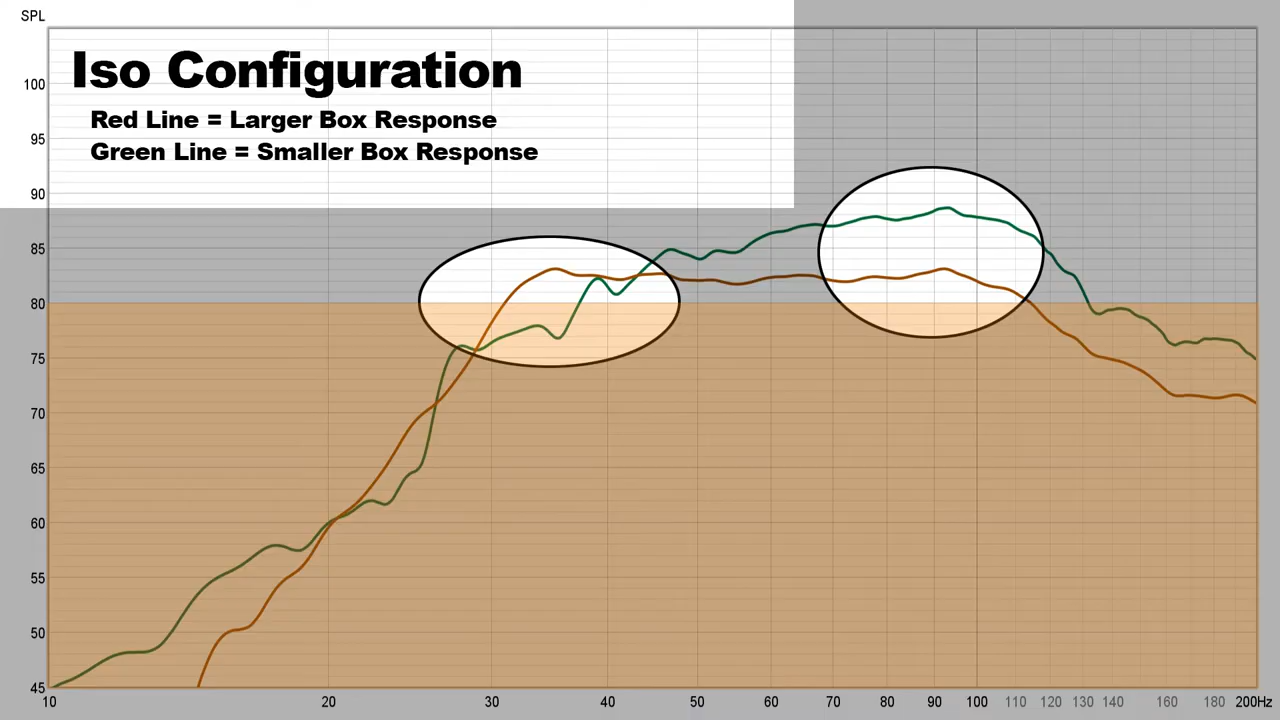 SPL
Iso Configuration
Red Line = Larger Box Response
Green Line = Smaller Box Response
100
95
90
85
80
75
70
65
60
55
50
45
10 20 30 40 50 60 70 80 90 100 110 120 130 140 160 180 200Hz